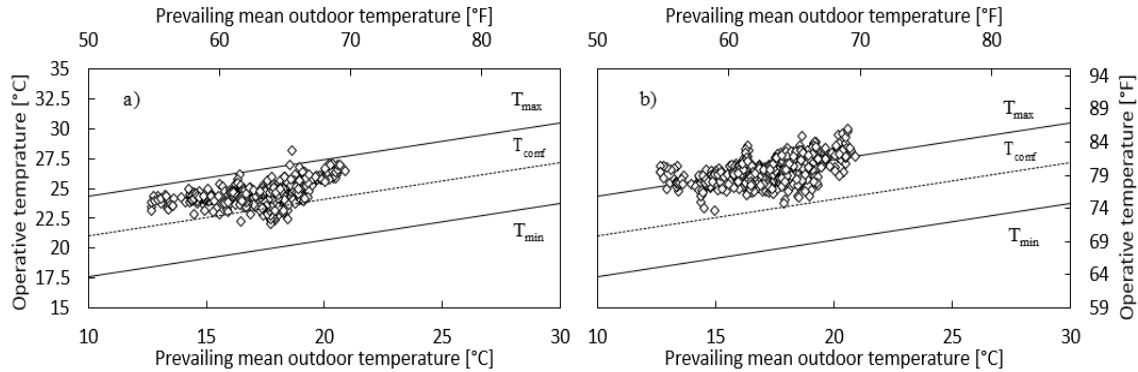 Prevailing mean outdoor temperature [°F]
50 60 70 80
Operative temprature [°C]
35
32.5
30
27.5
25
22.5
20
17.5
15
a)
Tmax
Tcomf
Tmin
10 15 20 25 30
Prevailing mean outdoor temperature [°C]
Prevailing mean outdoor temperature [°F]
50 60 70 80
b)
Tmax
Tcomf
Tmin
94
89
84
79
74
69
64
59
Operative temprature [°F]
10 15 20 25 30
Prevailing mean outdoor temperature [°C]